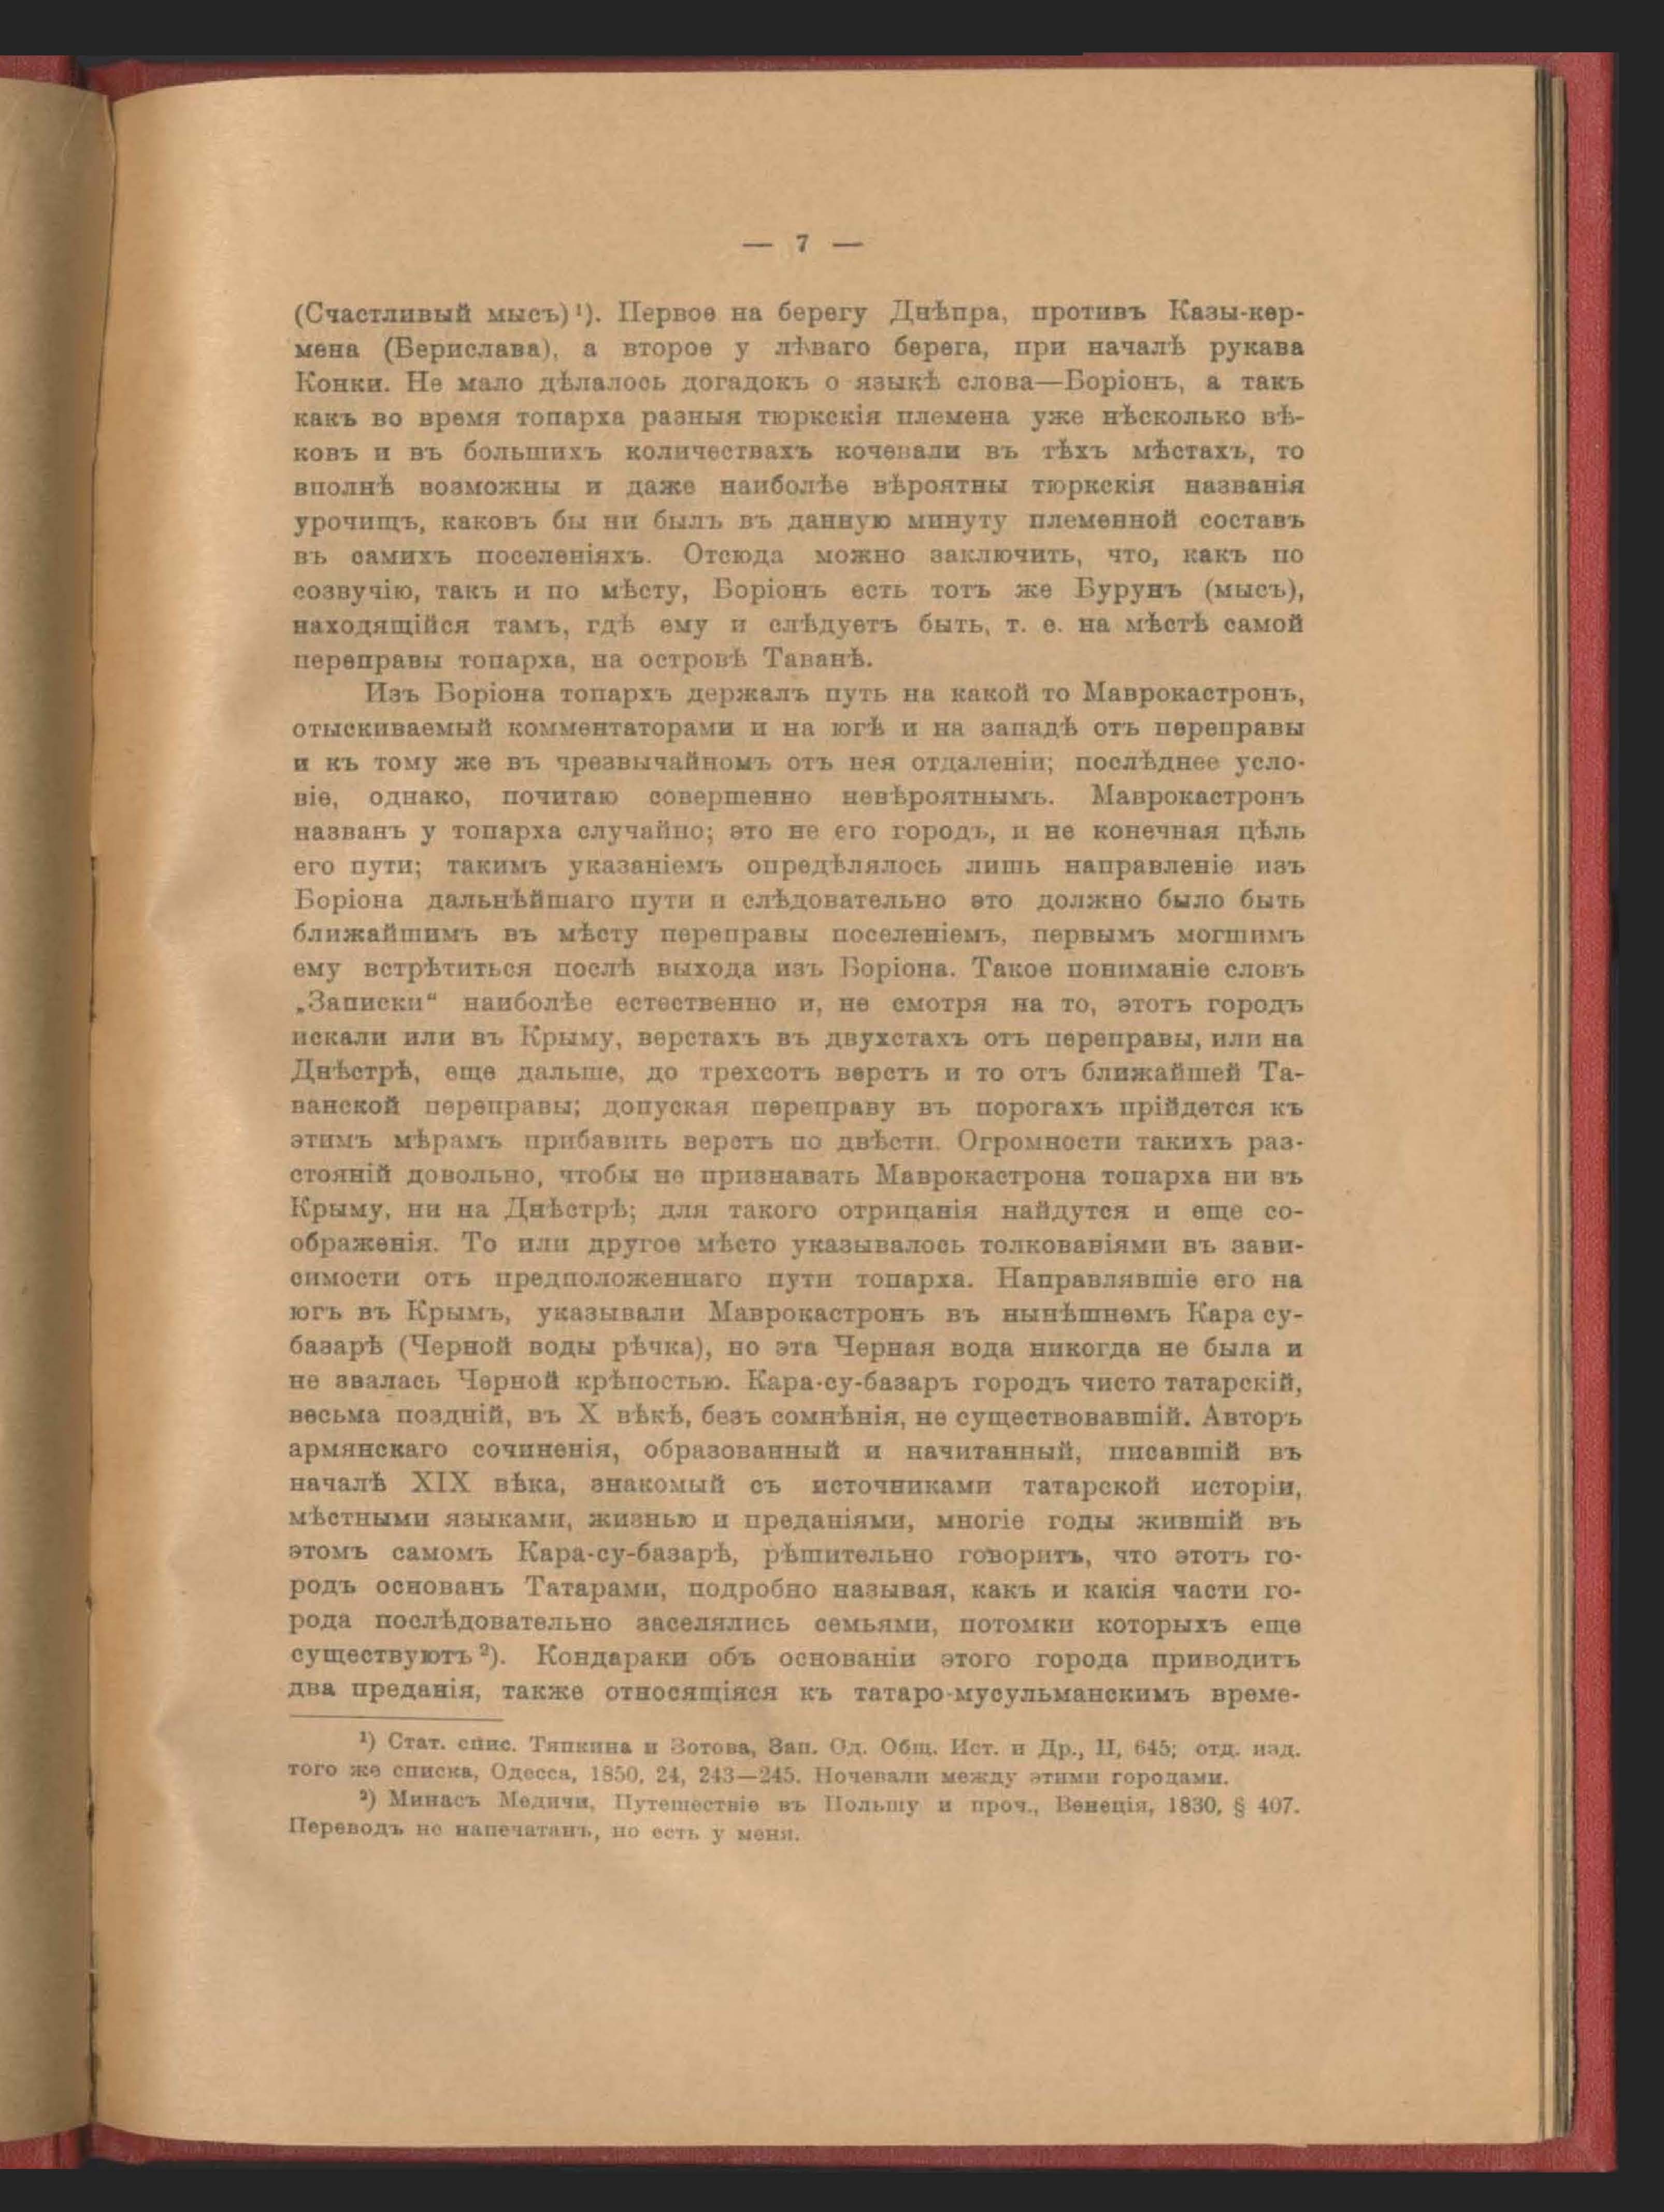 — 7 —
(Счастливый мысъ)¹). Первое на берегу Днѣпра, противъ Казы-кер-
мена (Берислава), а второе у лѣваго берега, при началѣ рукава
Конки. Не мало дѣлалось догадокъ о языкѣ слова—Боріонъ, а такъ
какъ во время топарха разныя тюркскія племена уже нѣсколько вѣ-
ковъ и въ большихъ количествахъ кочевали въ тѣхъ мѣстахъ, то
вполнѣ возможны и даже наиболѣе вѣроятны тюркскія названія
урочищъ, каковъ бы ни былъ въ данную минуту племенной составъ
въ самихъ поселеніяхъ. Отсюда можно заключить, что, какъ по
созвучію, такъ и по мѣсту, Боріонъ есть тотъ же Бурунъ (мысъ),
находящійся тамъ, гдѣ ему и слѣдуетъ быть, т. е. на мѣстѣ самой
переправы топарха, на островѣ Таванѣ.
Изъ Боріона топархъ держалъ путь на какой то Маврокастронъ,
отыскиваемый комментаторами и на югѣ и на западѣ отъ переправы
и къ тому же въ чрезвычайномъ отъ нея отдаленіи; послѣднее усло-
віе, однако, почитаю совершенно невѣроятнымъ. Маврокастронъ
названъ у топарха случайно; это не его городъ, и не конечная цѣль
его пути; такимъ указаніемъ опредѣлялось лишь направленіе изъ
Боріона дальнѣйшаго пути и слѣдовательно это должно было быть
ближайшимъ въ мѣсту переправы поселеніемъ, первымъ могшимъ
ему встрѣтиться послѣ выхода изъ Боріона. Такое пониманіе словъ
„Записки“ наиболѣе естественно и, не смотря на то, этотъ городъ
искали или въ Крыму, верстахъ въ двухстахъ отъ переправы, или на
Днѣстрѣ, еще дальше, до трехсотъ верстъ и то отъ ближайшей Та-
ванской переправы; допуская переправу въ порогахъ прійдется къ
этимъ мѣрамъ прибавить верстъ по двѣсти. Огромности такихъ раз-
стояній довольно, чтобы не признавать Маврокастрона топарха ни въ
Крыму, ни на Днѣстрѣ; для такого отрицанія найдутся и еще со-
ображенія. То или другое мѣсто указывалось толкованіями въ зави-
симости отъ предположеннаго пути топарха. Направлявшіе его на
югъ въ Крымъ, указывали Маврокастронъ въ нынѣшнемъ Кара су-
базарѣ (Черной воды рѣчка), но эта Черная вода никогда не была и
не звалась Черной крѣпостью. Кара-су-базаръ городъ чисто татарскій,
весьма поздній, въ X вѣкѣ, безъ сомнѣнія, не существовавшій. Авторъ
армянскаго сочиненія, образованный и начитанный, писавшій въ
началѣ XIX вѣка, знакомый съ источниками татарской исторіи,
мѣстными языками, жизнью и преданіями, многіе годы жившій въ
этомъ самомъ Кара-су-базарѣ, рѣшительно говоритъ, что этотъ го-
родъ основанъ Татарами, подробно называя, какъ и какія части го-
рода послѣдовательно заселялись семьями, потомки которыхъ еще
существуютъ²). Кондараки объ основаніи этого города приводитъ
два преданія, также относящіяся къ татаро-мусульманскимъ време-
¹) Стат. спис. Тяпкина и Зотова, Зап. Од. Общ. Ист. и Др., II, 645; отд. изд.
того же списка, Одесса, 1850, 24, 243—245. Ночевали между этими городами.
²) Минасъ Медичи, Путешествіе въ Польшу и проч., Венеція, 1830, § 407.
Переводъ не напечатанъ, но есть у меня.